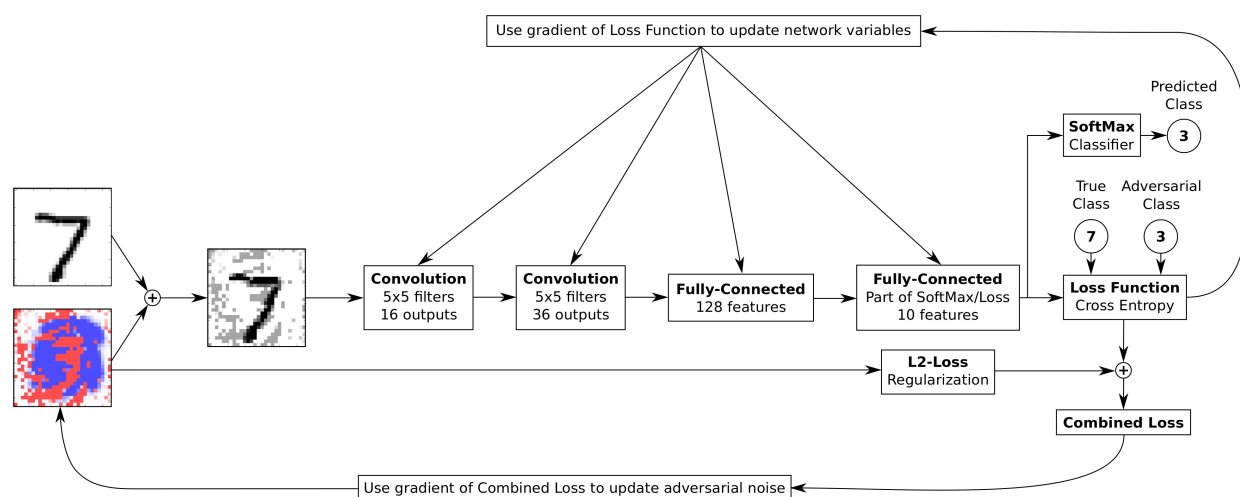 Use gradient of Loss Function to update network variables
Predicted
Class
SoftMax
Classifier
3
True
Class
Adversarial
Class
7
3
Convolution
5x5 filters
16 outputs
Convolution
5x5 filters
36 outputs
Fully-Connected
128 features
Fully-Connected
Part of SoftMax/Loss
10 features
Loss Function
Cross Entropy
7
+
7
L2-Loss
Regularization
+
Combined Loss
Use gradient of Combined Loss to update adversarial noise